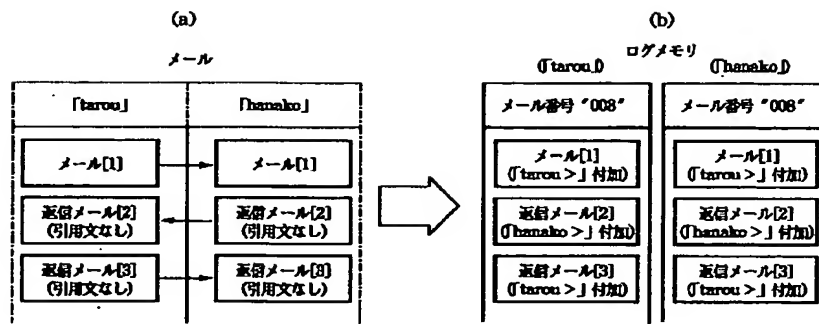 (a)
メール
「tarou」
「hanako」
メール[1]
メール[1]
返信メール[2]
(引用文なし)
返信メール[2]
(引用文なし)
返信メール[3]
(引用文なし)
返信メール[3]
(引用文なし)
(b)
ログメモリ
(「tarou」)
(「hanako」)
メール番号 "008"
メール番号 "008"
メール[1]
(「tarou >」付加)
メール[1]
(「tarou >」付加)
返信メール[2]
(「hanako >」付加)
返信メール[2]
(「hanako >」付加)
返信メール[3]
(「tarou >」付加)
返信メール[3]
(「tarou >」付加)